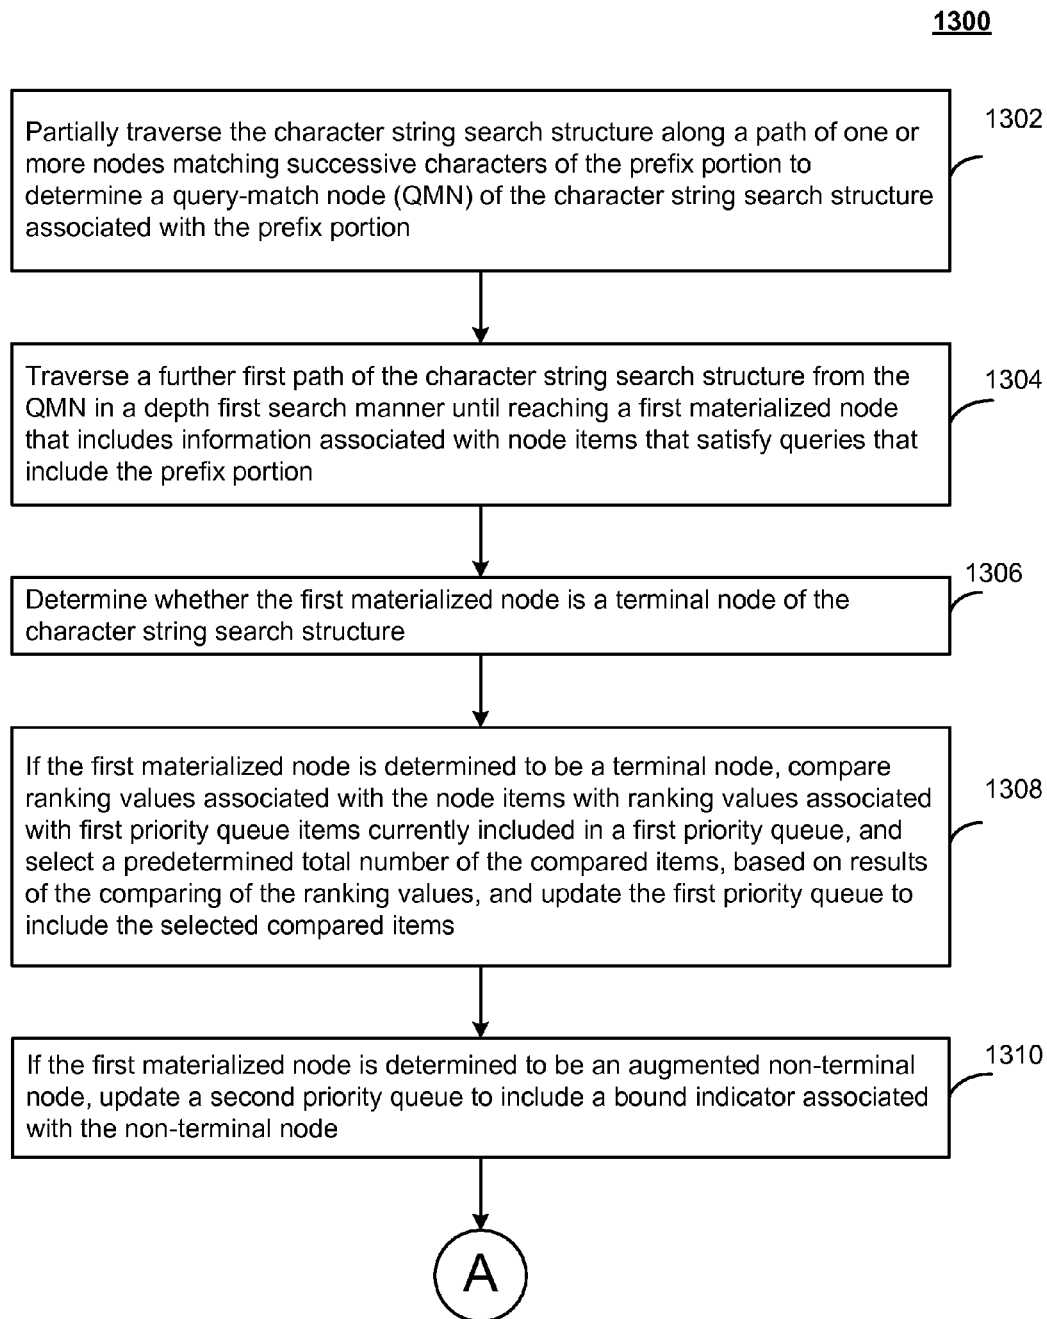 1300
Partially traverse the character string search structure along a path of one or
more nodes matching successive characters of the prefix portion to
determine a query-match node (QMN) of the character string search structure
associated with the prefix portion
1302
Traverse a further first path of the character string search structure from the
QMN in a depth first search manner until reaching a first materialized node
that includes information associated with node items that satisfy queries that
include the prefix portion
1304
Determine whether the first materialized node is a terminal node of the
character string search structure
1306
If the first materialized node is determined to be a terminal node, compare
ranking values associated with the node items with ranking values associated
with first priority queue items currently included in a first priority queue, and
select a predetermined total number of the compared items, based on results
of the comparing of the ranking values, and update the first priority queue to
include the selected compared items
1308
If the first materialized node is determined to be an augmented non-terminal
node, update a second priority queue to include a bound indicator associated
with the non-terminal node
1310
A